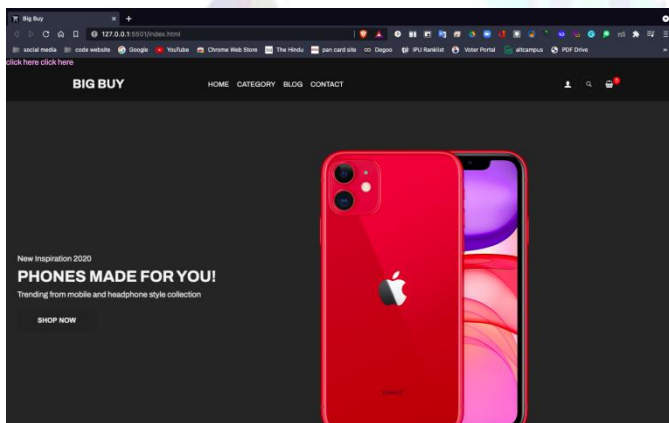 Big Buy
127.0.0.1:5501/index.html
social media code website Google YouTube Chrome Web Store The Hindu pan card site Degoo IPU Ranklist Voter Portal altcampus PDF Drive
click here click here
BIG BUY HOME CATEGORY BLOG CONTACT
New Inspiration 2020
PHONES MADE FOR YOU!
Trending from mobile and headphone style collection
SHOP NOW